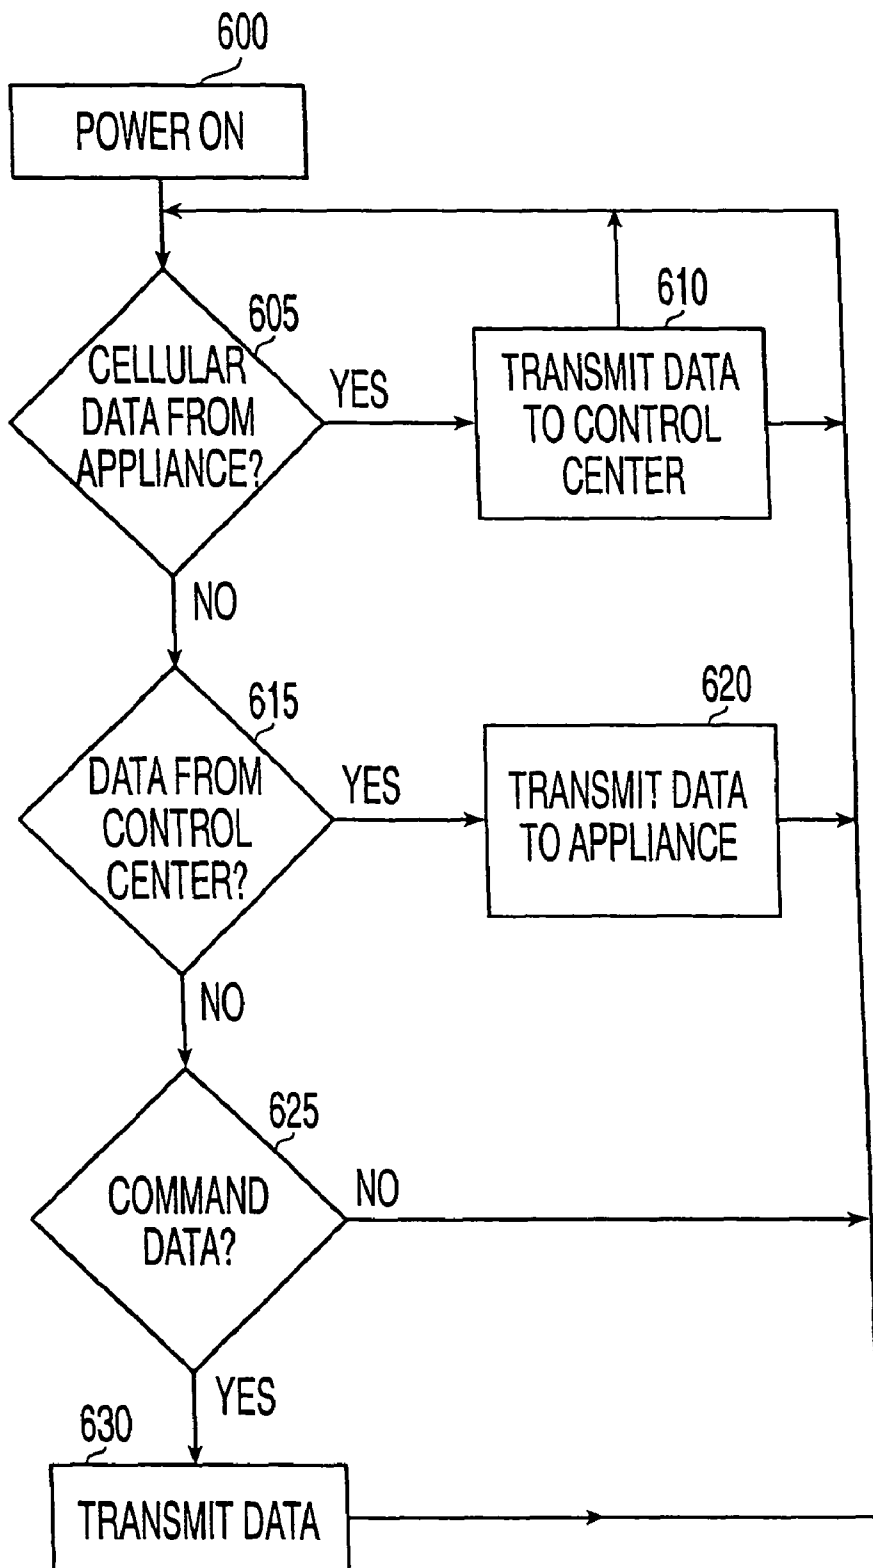 600
POWER ON
605
CELLULAR
DATA FROM
APPLIANCE?
YES
610
TRANSMIT DATA
TO CONTROL
CENTER
NO
615
DATA FROM
CONTROL
CENTER?
YES
620
TRANSMIT DATA
TO APPLIANCE
NO
625
COMMAND
DATA?
NO
YES
630
TRANSMIT DATA